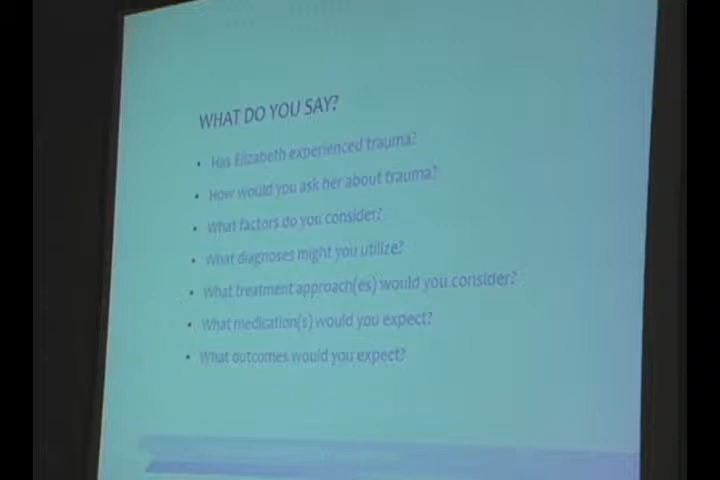 WHAT DO YOU SAY?
• Has Elizabeth experienced trauma?
• How would you ask her about trauma?
• What factors do you consider?
• What diagnoses might you utilize?
• What treatment approach(es) would you consider?
• What medication(s) would you expect?
• What outcomes would you expect?